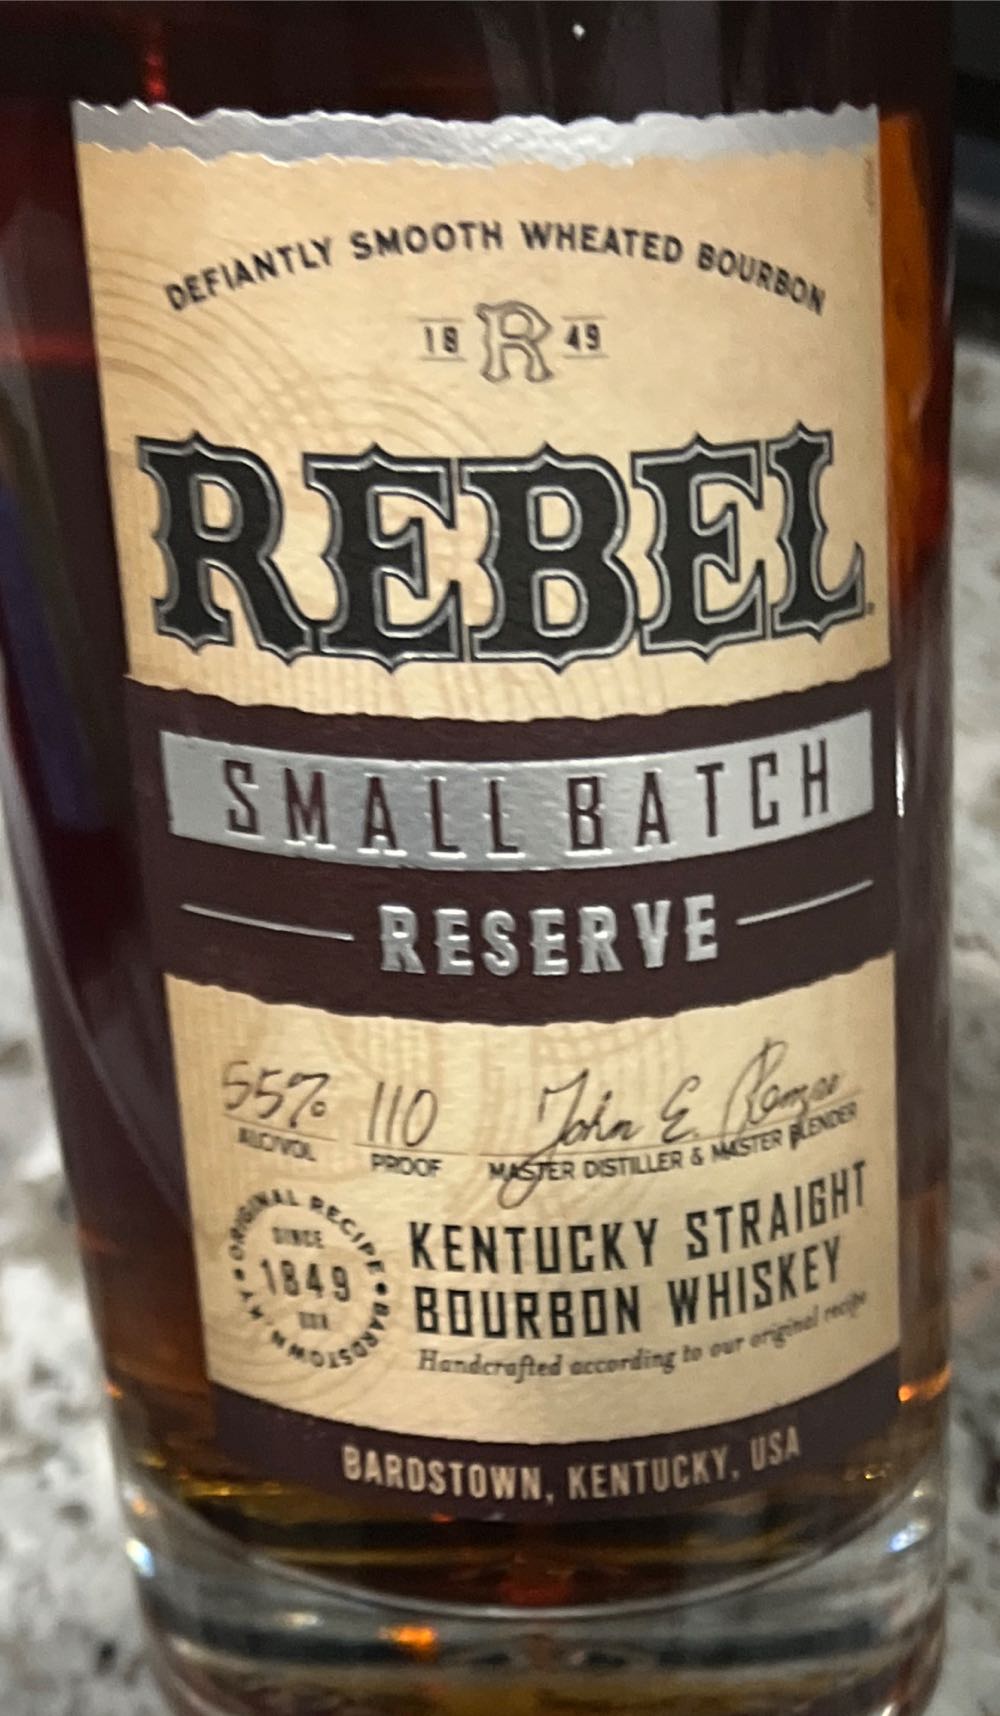 DEFIANTLY SMOOTH WHEATED BOURBON
18 R 49
REBEL
SMALL BATCH
RESERVE
55% 110 John E. Rempe
ALC/VOL PROOF MASTER DISTILLER & MASTER BLENDER
ORIGINAL RECIPE • BARDSTOWN, KY •
SINCE
1849
KENTUCKY STRAIGHT
BOURBON WHISKEY
Handcrafted according to our original recipe
BARDSTOWN, KENTUCKY, USA